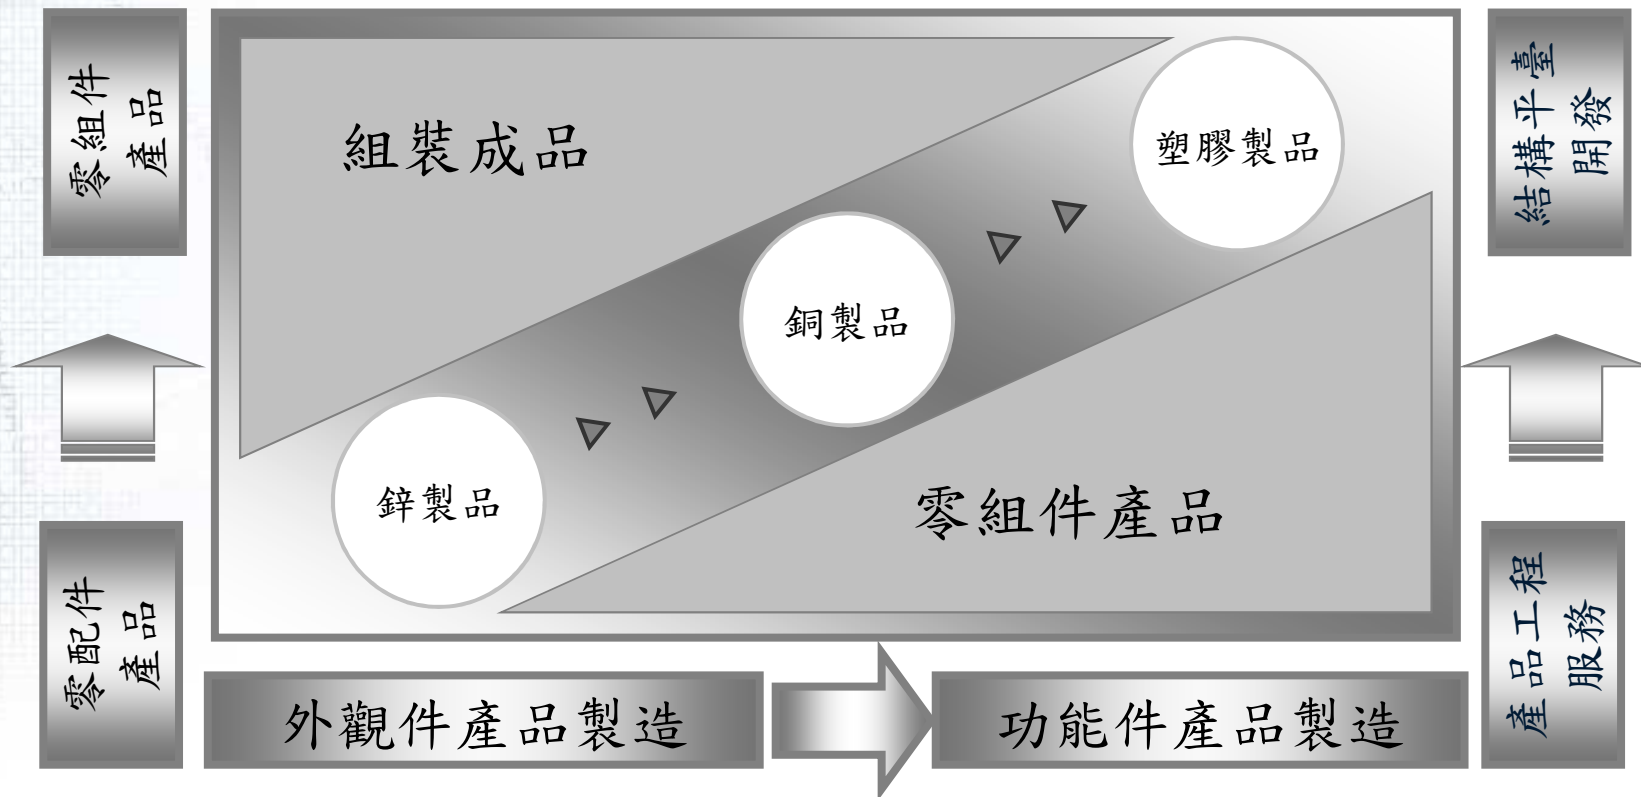 零組件
產品
組裝成品
塑膠製品
結構平臺
開發
銅製品
鋅製品
零組件產品
零配件
產品
外觀件產品製造
功能件產品製造
產品工程
服務